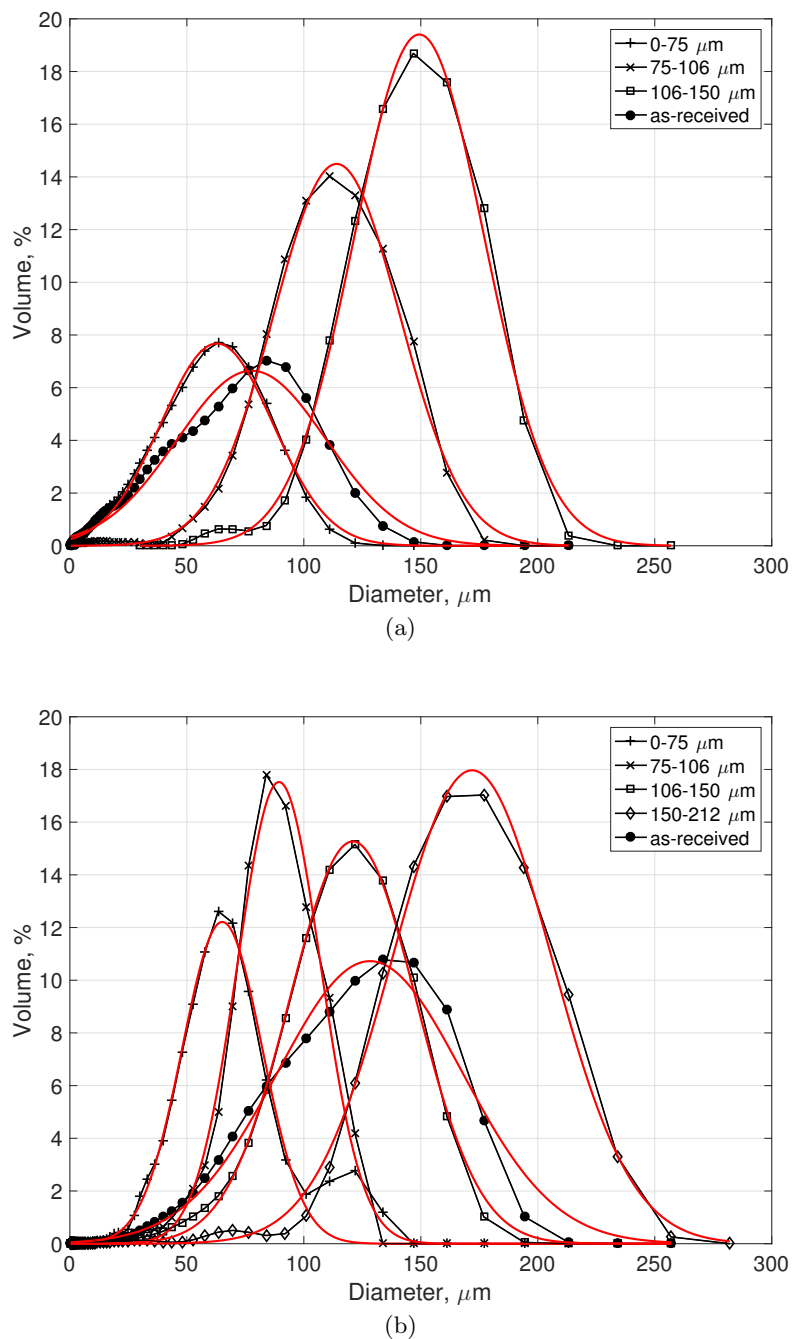 20
18
16
14
12
10
8
6
4
2
0
Volume, %
0-75 μm
75-106 μm
106-150 μm
as-received
0 50 100 150 200 250 300
Diameter, μm
(a)
20
18
16
14
12
10
8
6
4
2
0
Volume, %
0-75 μm
75-106 μm
106-150 μm
150-212 μm
as-received
0 50 100 150 200 250 300
Diameter, μm
(b)